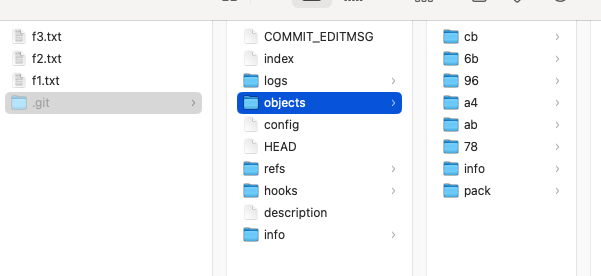 f3.txt
f2.txt
f1.txt
.git
COMMIT_EDITMSG
index
logs
objects
config
HEAD
refs
hooks
description
info
cb
6b
96
a4
ab
78
info
pack